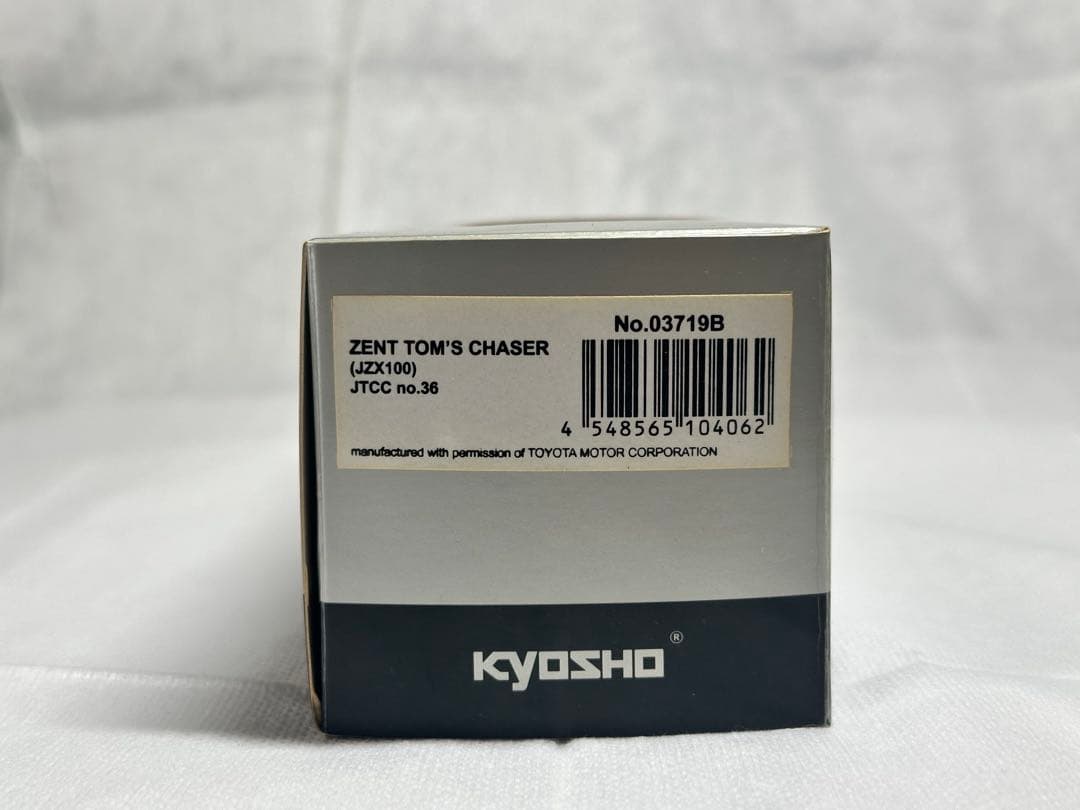 No.03719B
ZENT TOM'S CHASER
(JZX100)
JTCC no.36
4 548565 104062
manufactured with permission of TOYOTA MOTOR CORPORATION
KYOSHO ®